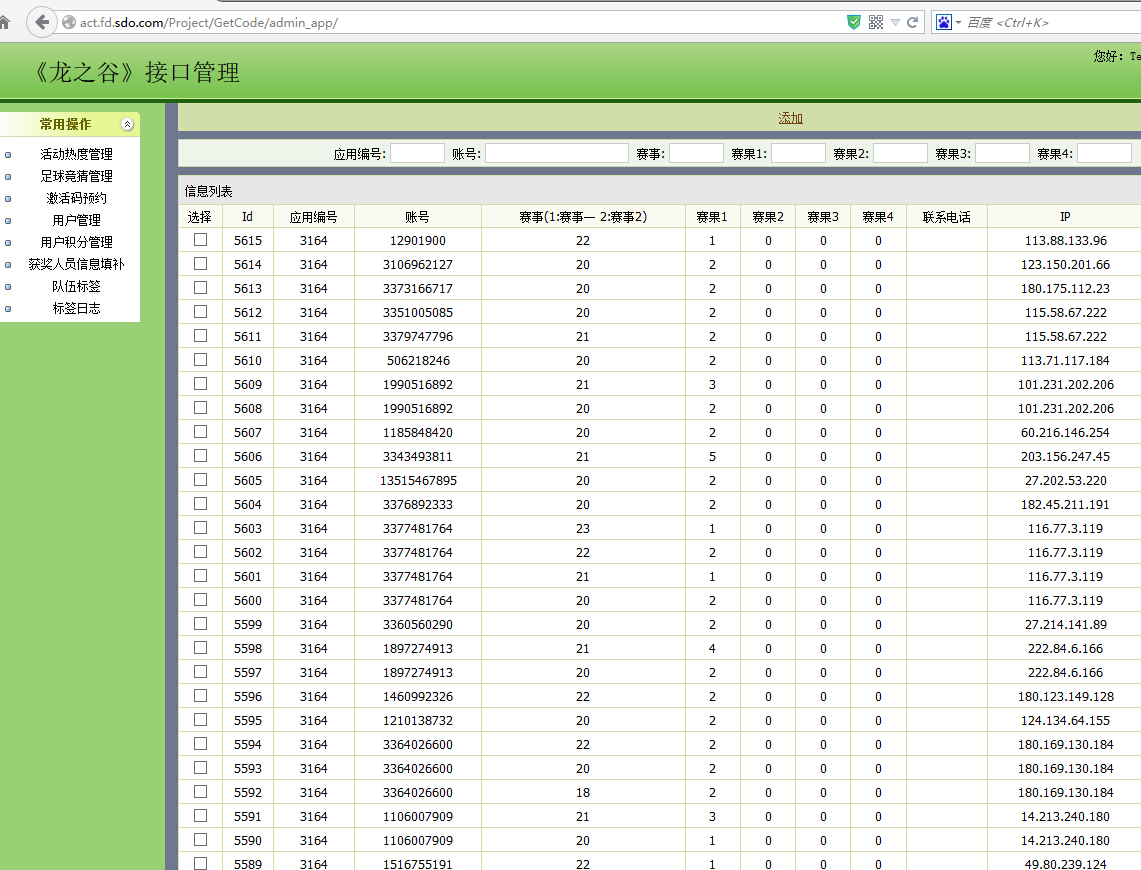 act.fd.sdo.com/Project/GetCode/admin_app/
百度 <Ctrl+K>
《龙之谷》接口管理
您好：Te
常用操作
活动热度管理
足球竞猜管理
激活码预约
用户管理
用户积分管理
获奖人员信息填补
队伍标签
标签日志
添加
应用编号: 账号: 赛事: 赛果1: 赛果2: 赛果3: 赛果4:
信息列表
选择 Id 应用编号 账号 赛事(1:赛事一 2:赛事2) 赛果1 赛果2 赛果3 赛果4 联系电话 IP
5615 3164 12901900 22 1 0 0 0 113.88.133.96
5614 3164 3106962127 20 2 0 0 0 123.150.201.66
5613 3164 3373166717 20 2 0 0 0 180.175.112.23
5612 3164 3351005085 20 2 0 0 0 115.58.67.222
5611 3164 3379747796 21 2 0 0 0 115.58.67.222
5610 3164 506218246 20 2 0 0 0 113.71.117.184
5609 3164 1990516892 21 3 0 0 0 101.231.202.206
5608 3164 1990516892 20 2 0 0 0 101.231.202.206
5607 3164 1185848420 20 2 0 0 0 60.216.146.254
5606 3164 3343493811 21 5 0 0 0 203.156.247.45
5605 3164 13515467895 20 2 0 0 0 27.202.53.220
5604 3164 3376892333 20 2 0 0 0 182.45.211.191
5603 3164 3377481764 23 1 0 0 0 116.77.3.119
5602 3164 3377481764 22 2 0 0 0 116.77.3.119
5601 3164 3377481764 21 1 0 0 0 116.77.3.119
5600 3164 3377481764 20 2 0 0 0 116.77.3.119
5599 3164 3360560290 20 2 0 0 0 27.214.141.89
5598 3164 1897274913 21 4 0 0 0 222.84.6.166
5597 3164 1897274913 20 2 0 0 0 222.84.6.166
5596 3164 1460992326 22 2 0 0 0 180.123.149.128
5595 3164 1210138732 20 2 0 0 0 124.134.64.155
5594 3164 3364026600 22 2 0 0 0 180.169.130.184
5593 3164 3364026600 20 2 0 0 0 180.169.130.184
5592 3164 3364026600 18 2 0 0 0 180.169.130.184
5591 3164 1106007909 21 3 0 0 0 14.213.240.180
5590 3164 1106007909 20 1 0 0 0 14.213.240.180
5589 3164 1516755191 22 1 0 0 0 49.80.239.124